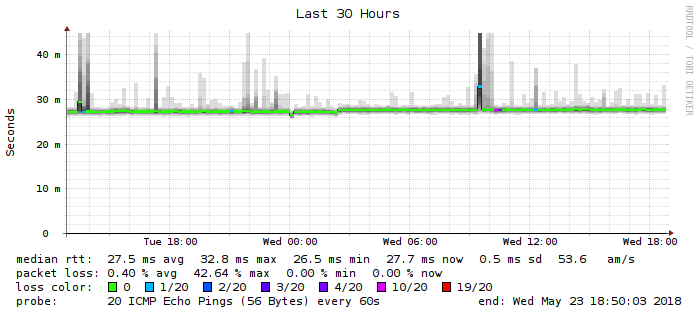 Last 30 Hours
RRDTOOL / TOBI OETIKER
Seconds
40 m
30 m
20 m
10 m
0
Tue 18:00 Wed 00:00 Wed 06:00 Wed 12:00 Wed 18:00
median rtt: 27.5 ms avg 32.8 ms max 26.5 ms min 27.7 ms now 0.5 ms sd 53.6 am/s
packet loss: 0.40 % avg 42.64 % max 0.00 % min 0.00 % now
loss color: 0 1/20 2/20 3/20 4/20 10/20 19/20
probe: 20 ICMP Echo Pings (56 Bytes) every 60s end: Wed May 23 18:50:03 2018